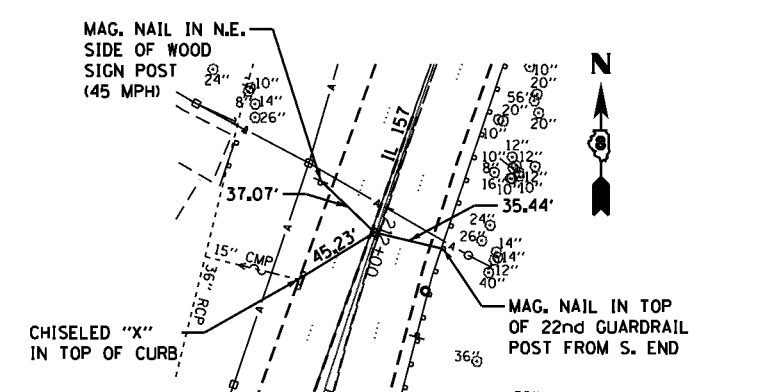 MAG. NAIL IN N.E.
SIDE OF WOOD
SIGN POST
(45 MPH)
N
8
24"
10"
8"
14"
26"
10"
20"
56"
20"
20"
10"
12"
10"
12"
8"
16"
12"
10"
10"
IL 157
37.07'
35.44'
24"
26"
14"
14"
12"
40"
45.23'
15" CMP
36" RCP
MAG. NAIL IN TOP
OF 22nd GUARDRAIL
POST FROM S. END
CHISELED "X"
IN TOP OF CURB
36"